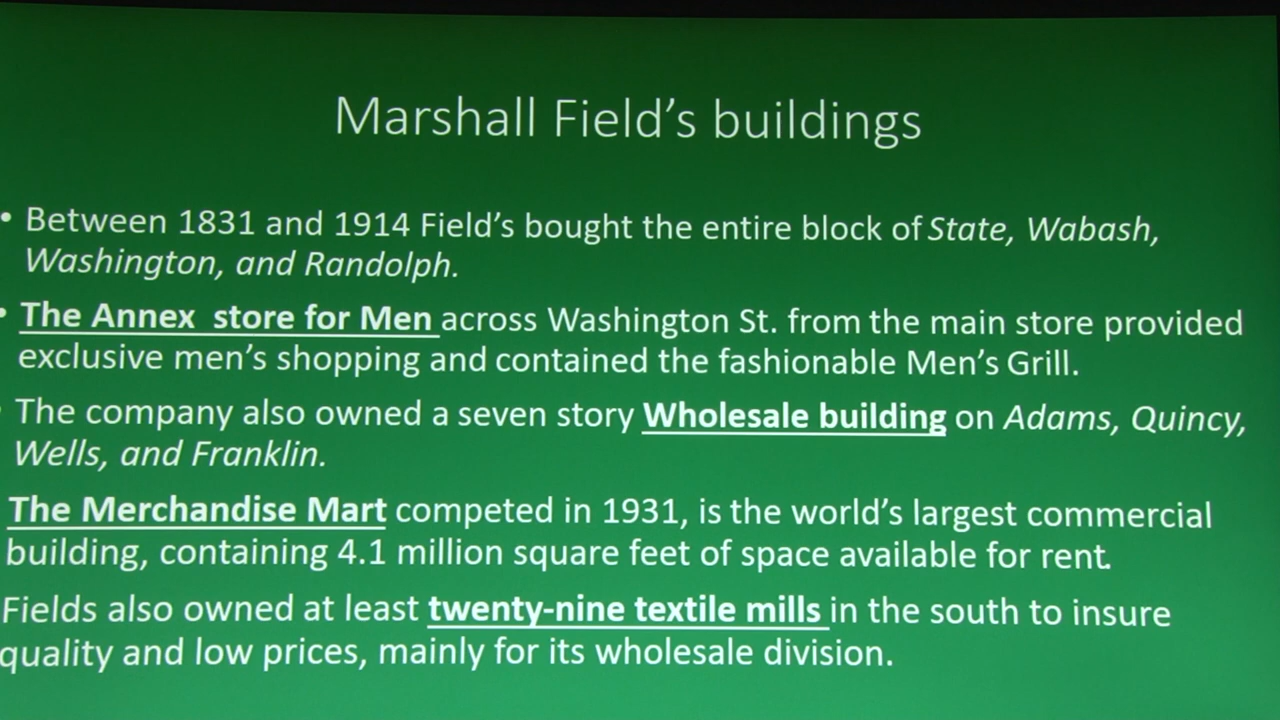 Marshall Field's buildings
• Between 1831 and 1914 Field's bought the entire block of State, Wabash,
Washington, and Randolph.
• The Annex store for Men across Washington St. from the main store provided
exclusive men's shopping and contained the fashionable Men's Grill.
The company also owned a seven story Wholesale building on Adams, Quincy,
Wells, and Franklin.
The Merchandise Mart competed in 1931, is the world's largest commercial
building, containing 4.1 million square feet of space available for rent.
Fields also owned at least twenty-nine textile mills in the south to insure
quality and low prices, mainly for its wholesale division.